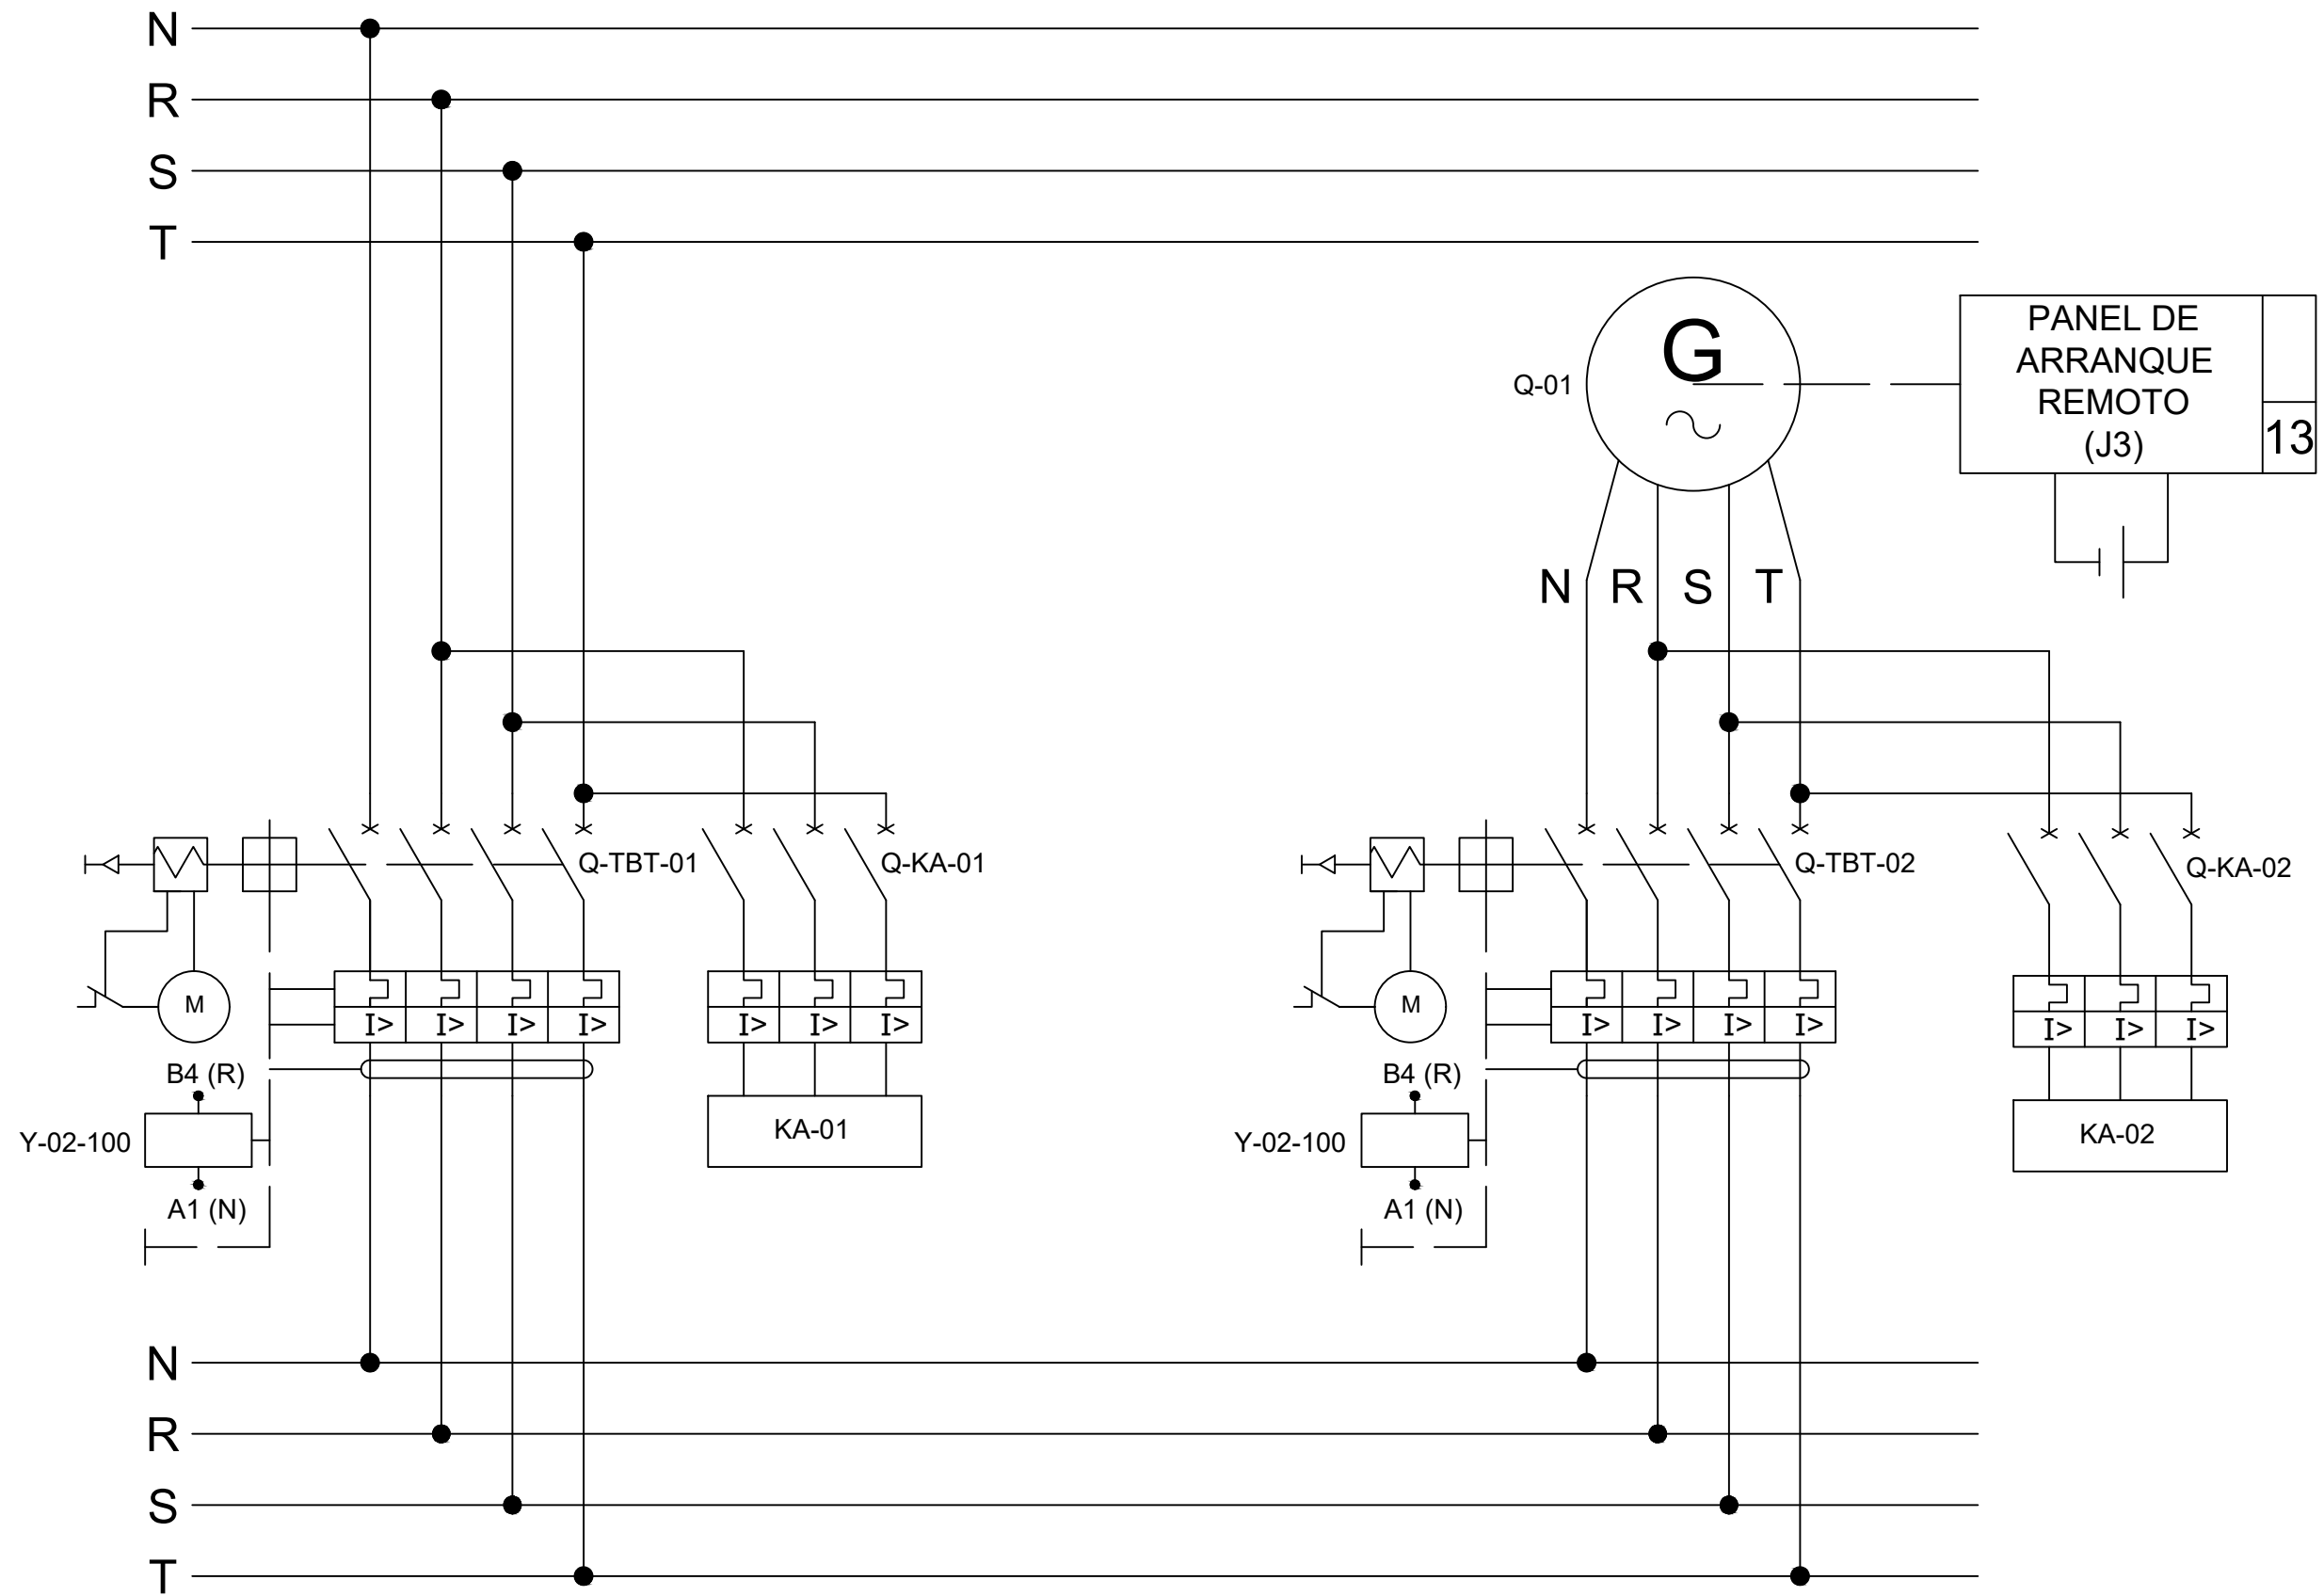 N
R
S
T
G
Q-01
PANEL DE
ARRANQUE
REMOTO
(J3)
13
N R S T
Q-TBT-01
Q-KA-01
Q-TBT-02
Q-KA-02
M
I> I> I> I>
I> I> I>
M
I> I> I> I>
I> I> I>
B4 (R)
Y-02-100
A1 (N)
KA-01
B4 (R)
Y-02-100
A1 (N)
KA-02
N
R
S
T